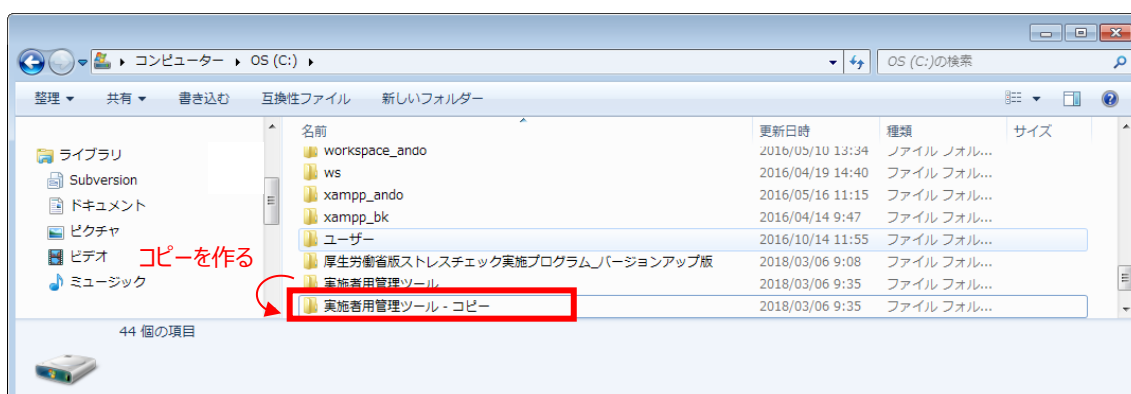 コンピューター ▸ OS (C:) ▸
OS (C:)の検索
整理 共有 書き込む 互換性ファイル 新しいフォルダー
名前 更新日時 種類 サイズ
workspace_ando 2016/05/10 13:34 ファイル フォル...
ws 2016/04/19 14:40 ファイル フォル...
xampp_ando 2016/05/16 11:15 ファイル フォル...
xampp_bk 2016/04/14 9:47 ファイル フォル...
ユーザー 2016/10/14 11:55 ファイル フォル...
厚生労働省版ストレスチェック実施プログラム_バージョンアップ版 2018/03/06 9:08 ファイル フォル...
実施者用管理ツール 2018/03/06 9:35 ファイル フォル...
実施者用管理ツール - コピー 2018/03/06 9:35 ファイル フォル...
ライブラリ
Subversion
ドキュメント
ピクチャ
ビデオ
ミュージック
コピーを作る
44 個の項目